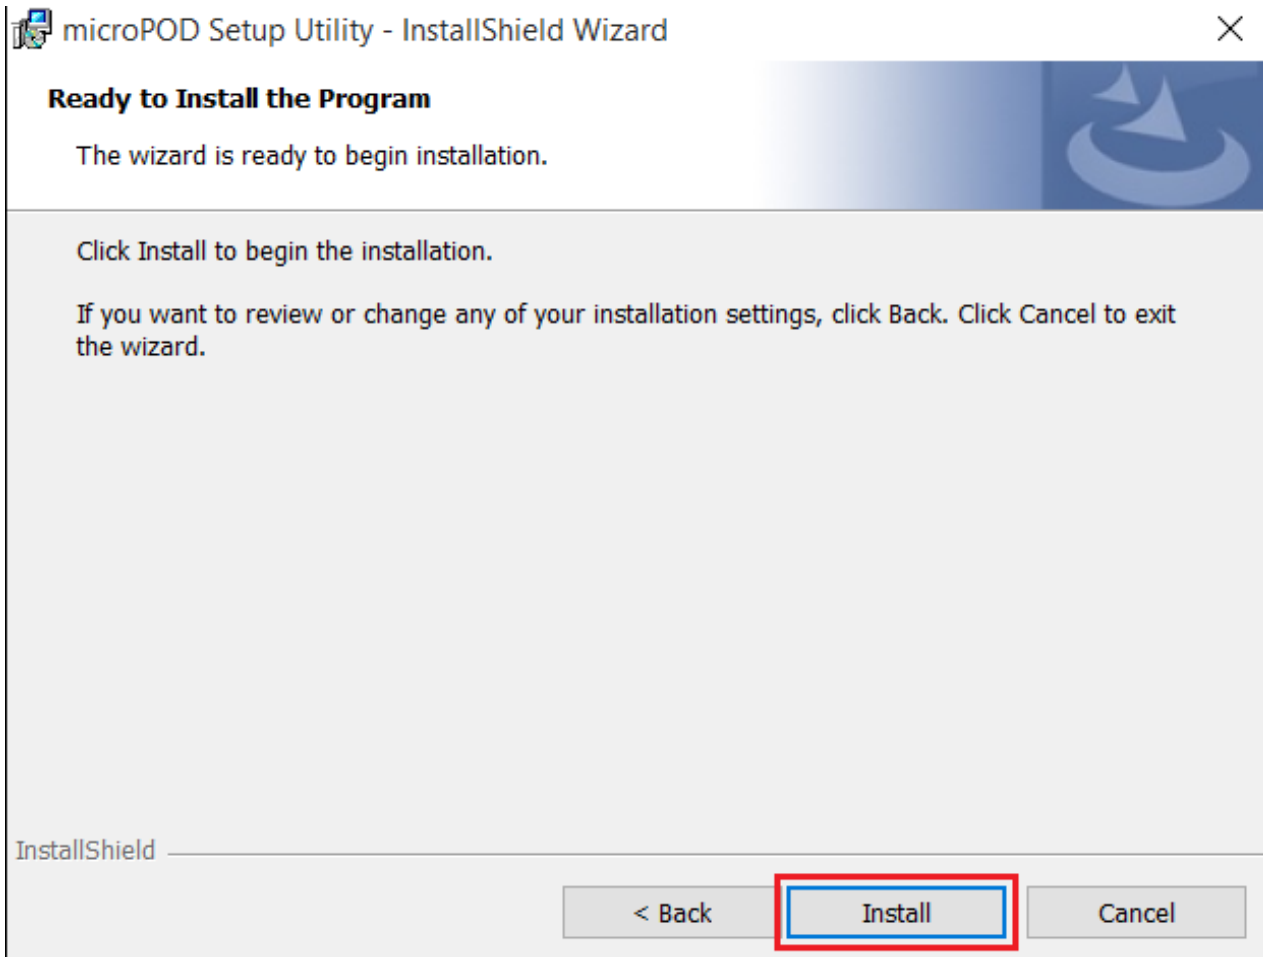 microPOD Setup Utility - InstallShield Wizard
Ready to Install the Program
The wizard is ready to begin installation.
Click Install to begin the installation.
If you want to review or change any of your installation settings, click Back. Click Cancel to exit
the wizard.
InstallShield
< Back
Install
Cancel